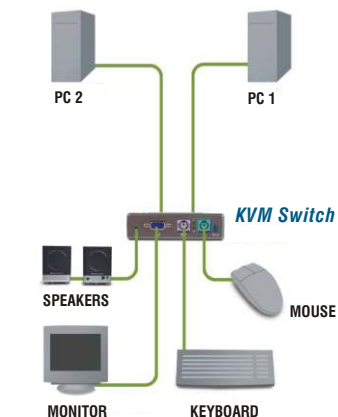 PC 2
PC 1
KVM Switch
SPEAKERS
MOUSE
MONITOR
KEYBOARD